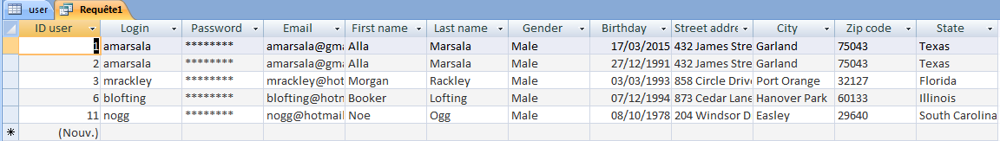 user Requête1
ID user Login Password Email First name Last name Gender Birthday Street addre City Zip code State
1 amarsala ******** amarsala@gma Alla Marsala Male 17/03/2015 432 James Stre Garland 75043 Texas
2 amarsala ******** amarsala@gma Alla Marsala Male 27/12/1991 432 James Stre Garland 75043 Texas
3 mrackley ******** mrackley@hot Morgan Rackley Male 03/03/1993 858 Circle Driv Port Orange 32127 Florida
6 blofting ******** blofting@hotm Booker Lofting Male 07/12/1994 873 Cedar Lane Hanover Park 60133 Illinois
11 nogg ******** nogg@hotmail Noe Ogg Male 08/10/1978 204 Windsor D Easley 29640 South Carolina
* (Nouv.)